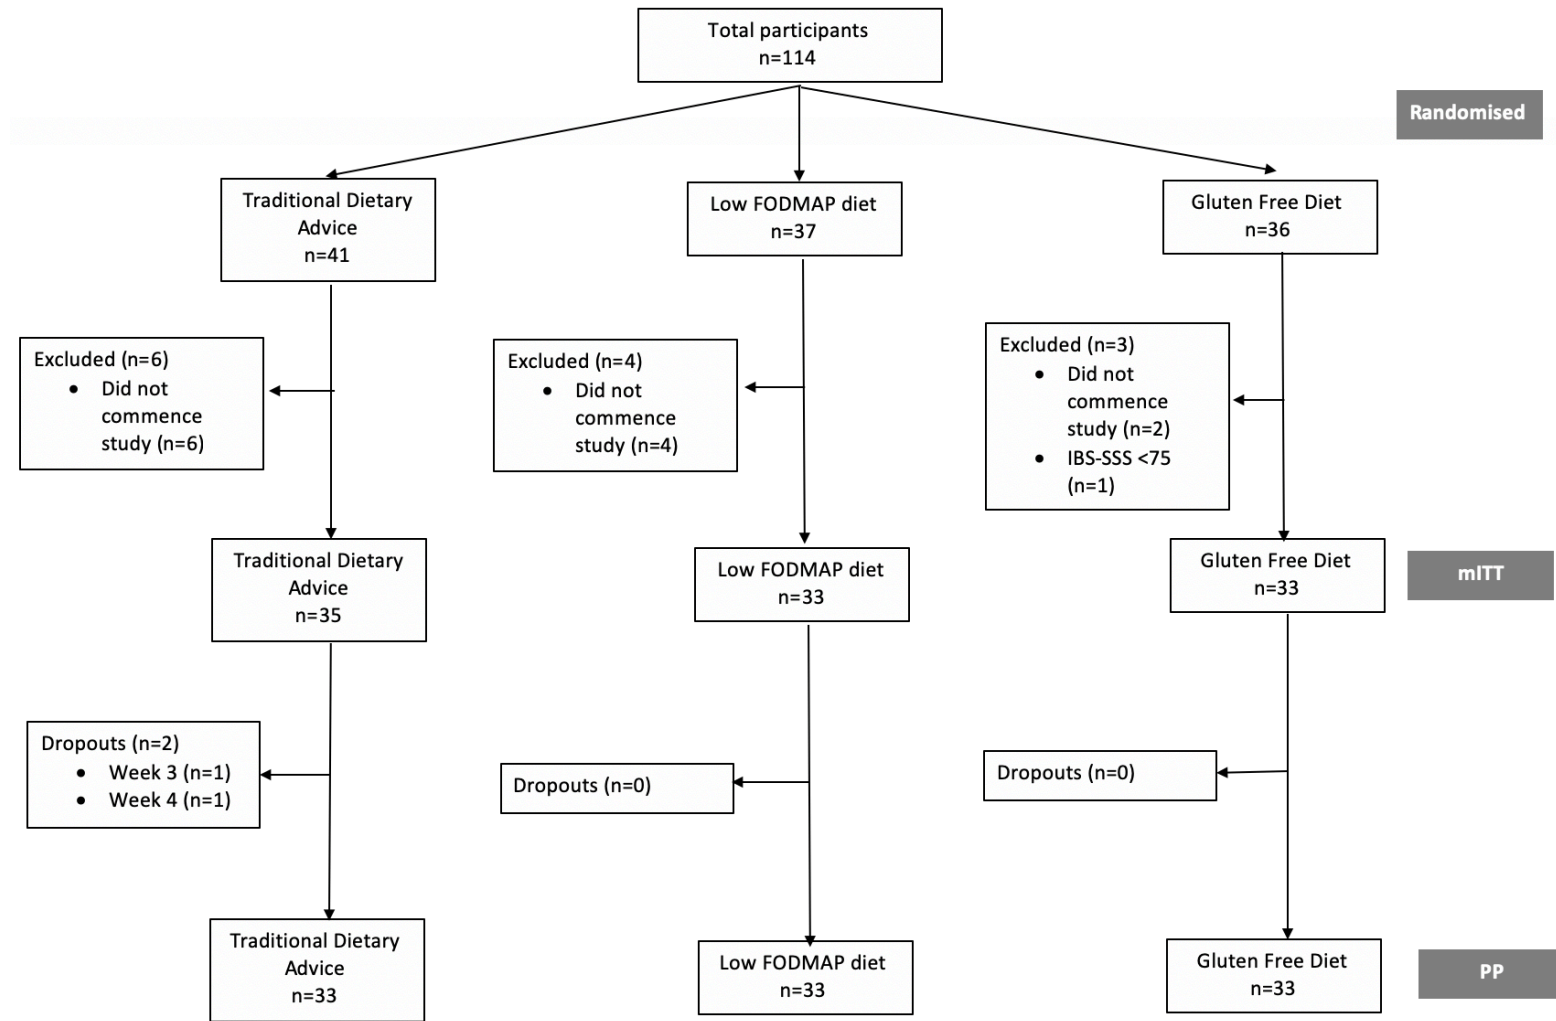 Total participants
n=114
Randomised
Traditional Dietary
Advice
n=41
Low FODMAP diet
n=37
Gluten Free Diet
n=36
Excluded (n=6)
• Did not
commence
study (n=6)
Excluded (n=4)
• Did not
commence
study (n=4)
Excluded (n=3)
• Did not
commence
study (n=2)
• IBS-SSS <75
(n=1)
Traditional Dietary
Advice
n=35
Low FODMAP diet
n=33
Gluten Free Diet
n=33
mITT
Dropouts (n=2)
• Week 3 (n=1)
• Week 4 (n=1)
Dropouts (n=0)
Dropouts (n=0)
Traditional Dietary
Advice
n=33
Low FODMAP diet
n=33
Gluten Free Diet
n=33
PP